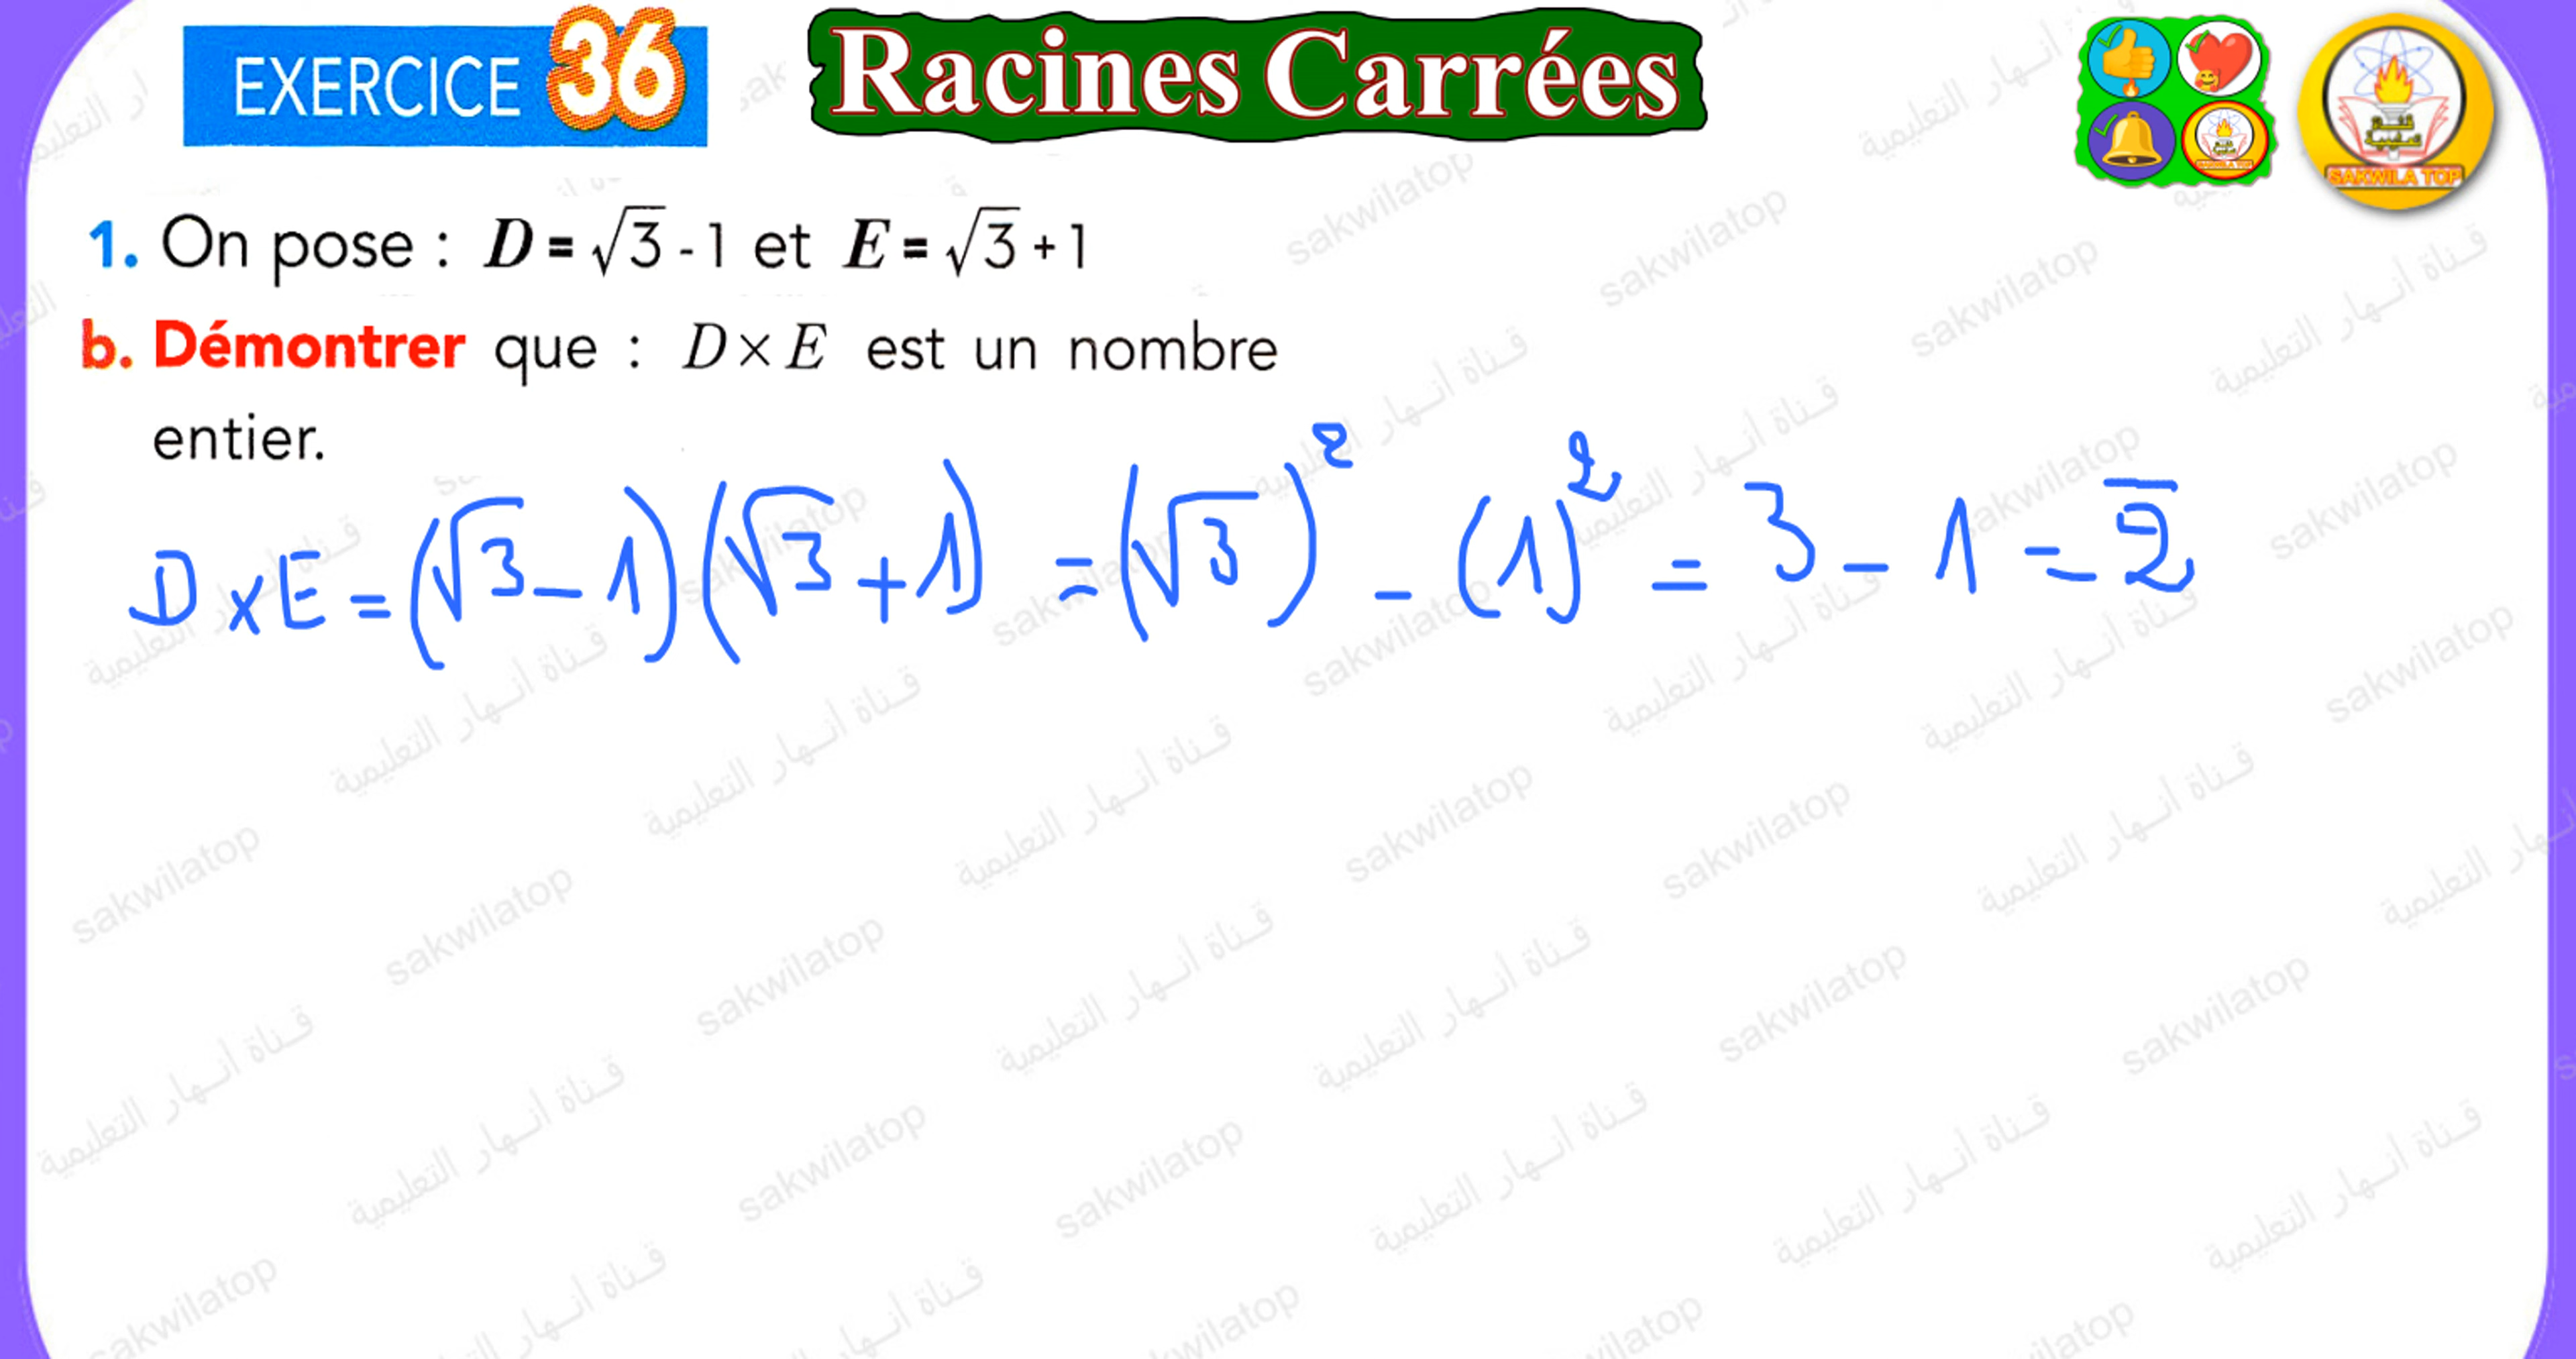 EXERCICE 36
Racines Carrées
SAKWILA TOP
1. On pose : D = √3 - 1 et E = √3 + 1
b. Démontrer que : D × E est un nombre
entier.
D × E = (√3 - 1)(√3 + 1) = (√3)² - (1)² = 3 - 1 = 2
sakwilatop
قناة أنهار التعليمية